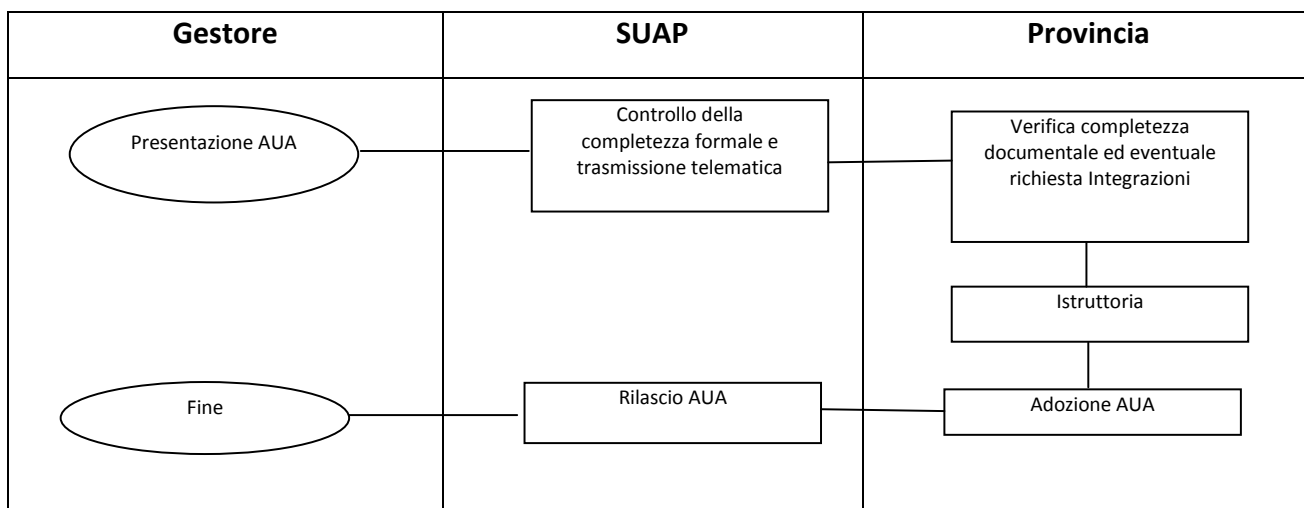 Gestore
SUAP
Provincia
Presentazione AUA
Controllo della
completezza formale e
trasmissione telematica
Verifica completezza
documentale ed eventuale
richiesta Integrazioni
Istruttoria
Adozione AUA
Rilascio AUA
Fine